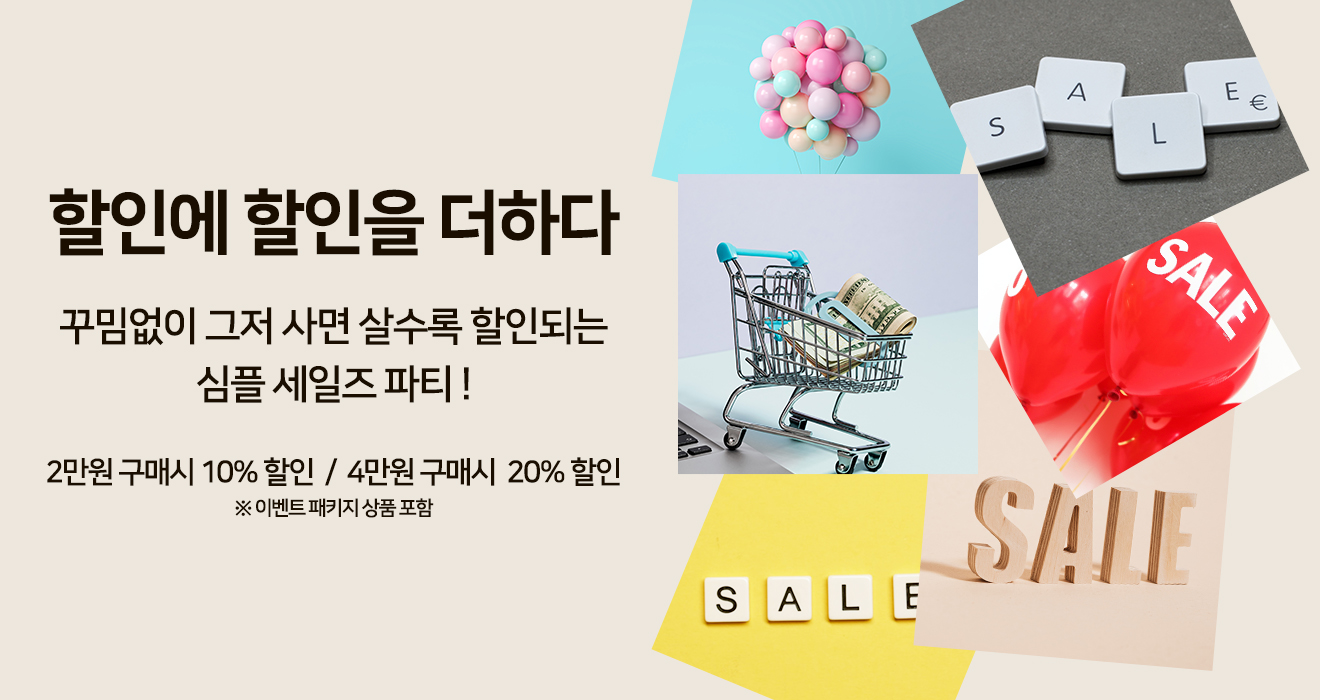 할인에 할인을 더하다
꾸밈없이 그저 사면 살수록 할인되는
심플 세일즈 파티 !
2만원 구매시 10% 할인 / 4만원 구매시 20% 할인
※ 이벤트 패키지 상품 포함
S A L E €
SALE
SALE
S A L E